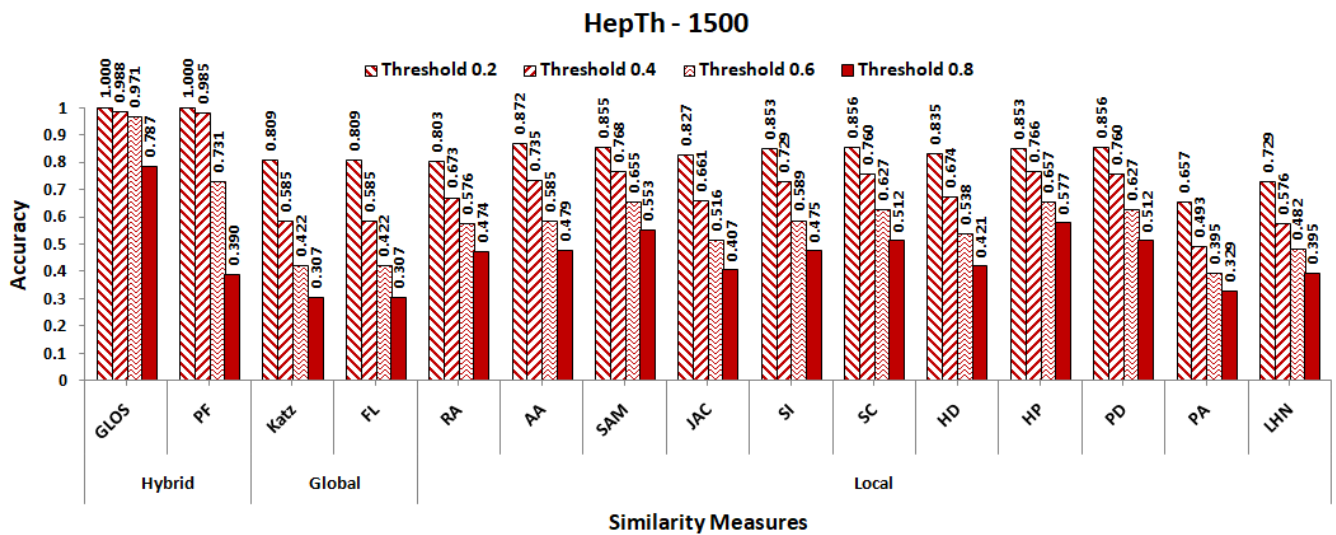 HepTh - 1500
Threshold 0.2 Threshold 0.4 Threshold 0.6 Threshold 0.8
Accuracy
1
0.9
0.8
0.7
0.6
0.5
0.4
0.3
0.2
0.1
0
1.000 0.988 0.971 0.787
1.000 0.985 0.731 0.390
0.809 0.585 0.422 0.307
0.809 0.585 0.422 0.307
0.803 0.673 0.576 0.474
0.872 0.735 0.585 0.479
0.855 0.768 0.655 0.553
0.827 0.661 0.516 0.407
0.853 0.729 0.589 0.475
0.856 0.760 0.627 0.512
0.835 0.674 0.538 0.421
0.853 0.766 0.657 0.577
0.856 0.760 0.627 0.512
0.657 0.493 0.395 0.329
0.729 0.576 0.482 0.395
GLOS PF Katz FL RA AA SAM JAC SI SC HD HP PD PA LHN
Hybrid Global Local
Similarity Measures